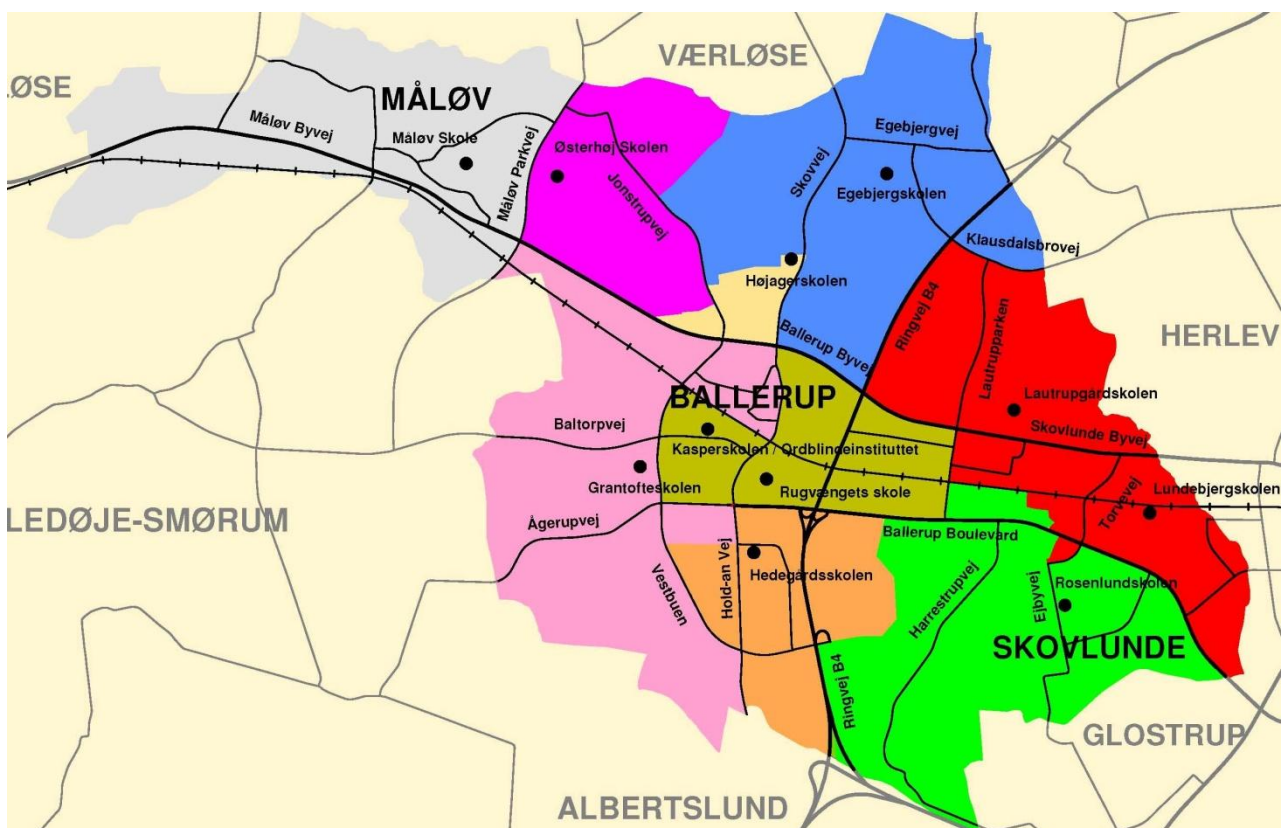 VÆRLØSE
LØSE
MÅLØV
Måløv Byvej
Måløv Skole
Måløv Parkvej
Østerhøj Skolen
Jonstrupvej
Skovvej
Egebjergvej
Egebjergskolen
Klausdalsbrovej
Højagerskolen
Ringvej B4
Ballerup Byvej
Lautrupparken
HERLEV
BALLERUP
Lautrupgårdskolen
Skovlunde Byvej
Baltorpvej
Kasperskolen / Ordblindeinstituttet
Grantofteskolen
Rugvængets skole
Lundebjergskolen
Torvevej
LEDØJE-SMØRUM
Ågerupvej
Ballerup Boulevard
Hold-an Vej
Hedegårdsskolen
Vestbuen
Harrestrupvej
Ejbyvej
Rosenlundskolen
SKOVLUNDE
Ringvej B4
GLOSTRUP
ALBERTSLUND